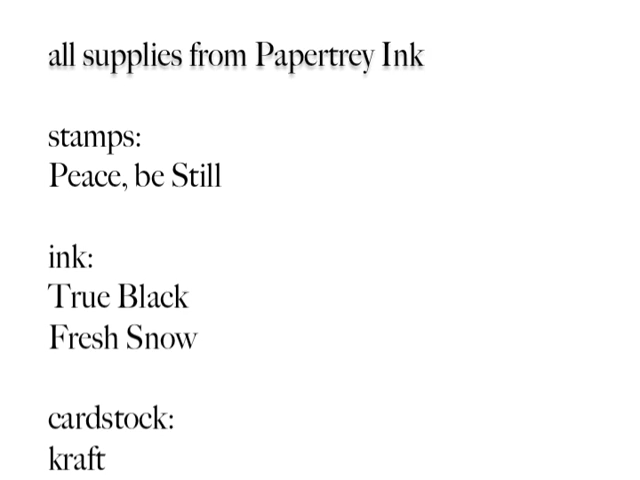 all supplies from Papertrey Ink
stamps:
Peace, be Still
ink:
True Black
Fresh Snow
cardstock:
kraft